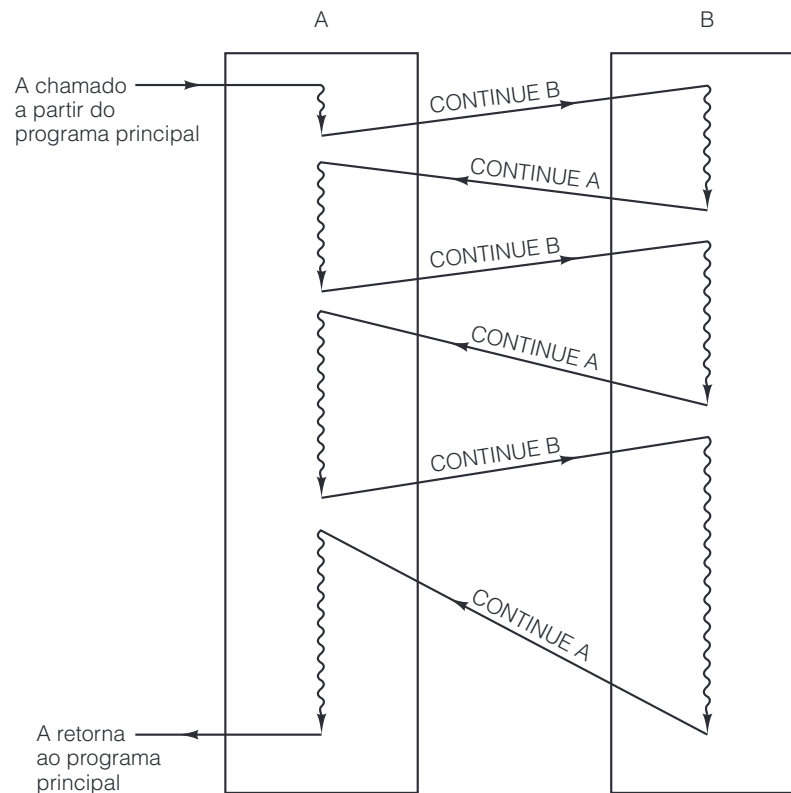 A
B
A chamado
a partir do
programa principal
CONTINUE B
CONTINUE A
CONTINUE B
CONTINUE A
CONTINUE B
CONTINUE A
A retorna
ao programa
principal